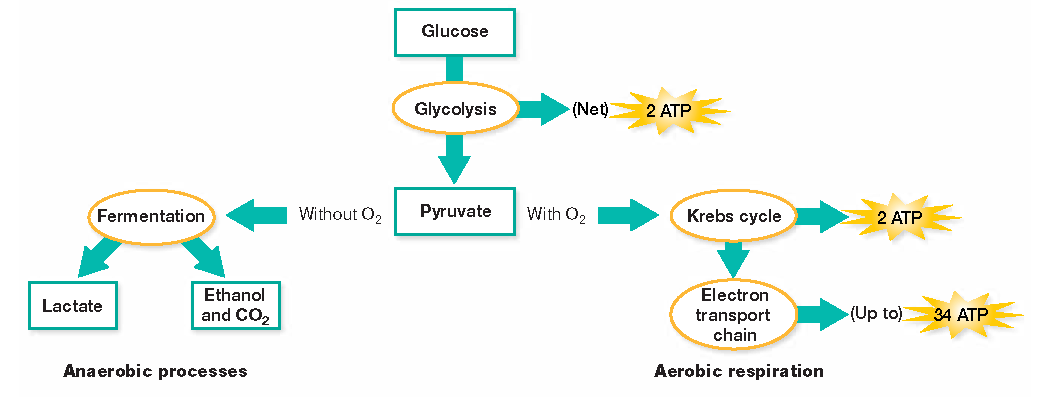 Glucose
Glycolysis
(Net)
2 ATP
Fermentation
Without O₂
Pyruvate
With O₂
Krebs cycle
2 ATP
Lactate
Ethanol
and CO₂
Electron
transport
chain
(Up to)
34 ATP
Anaerobic processes
Aerobic respiration